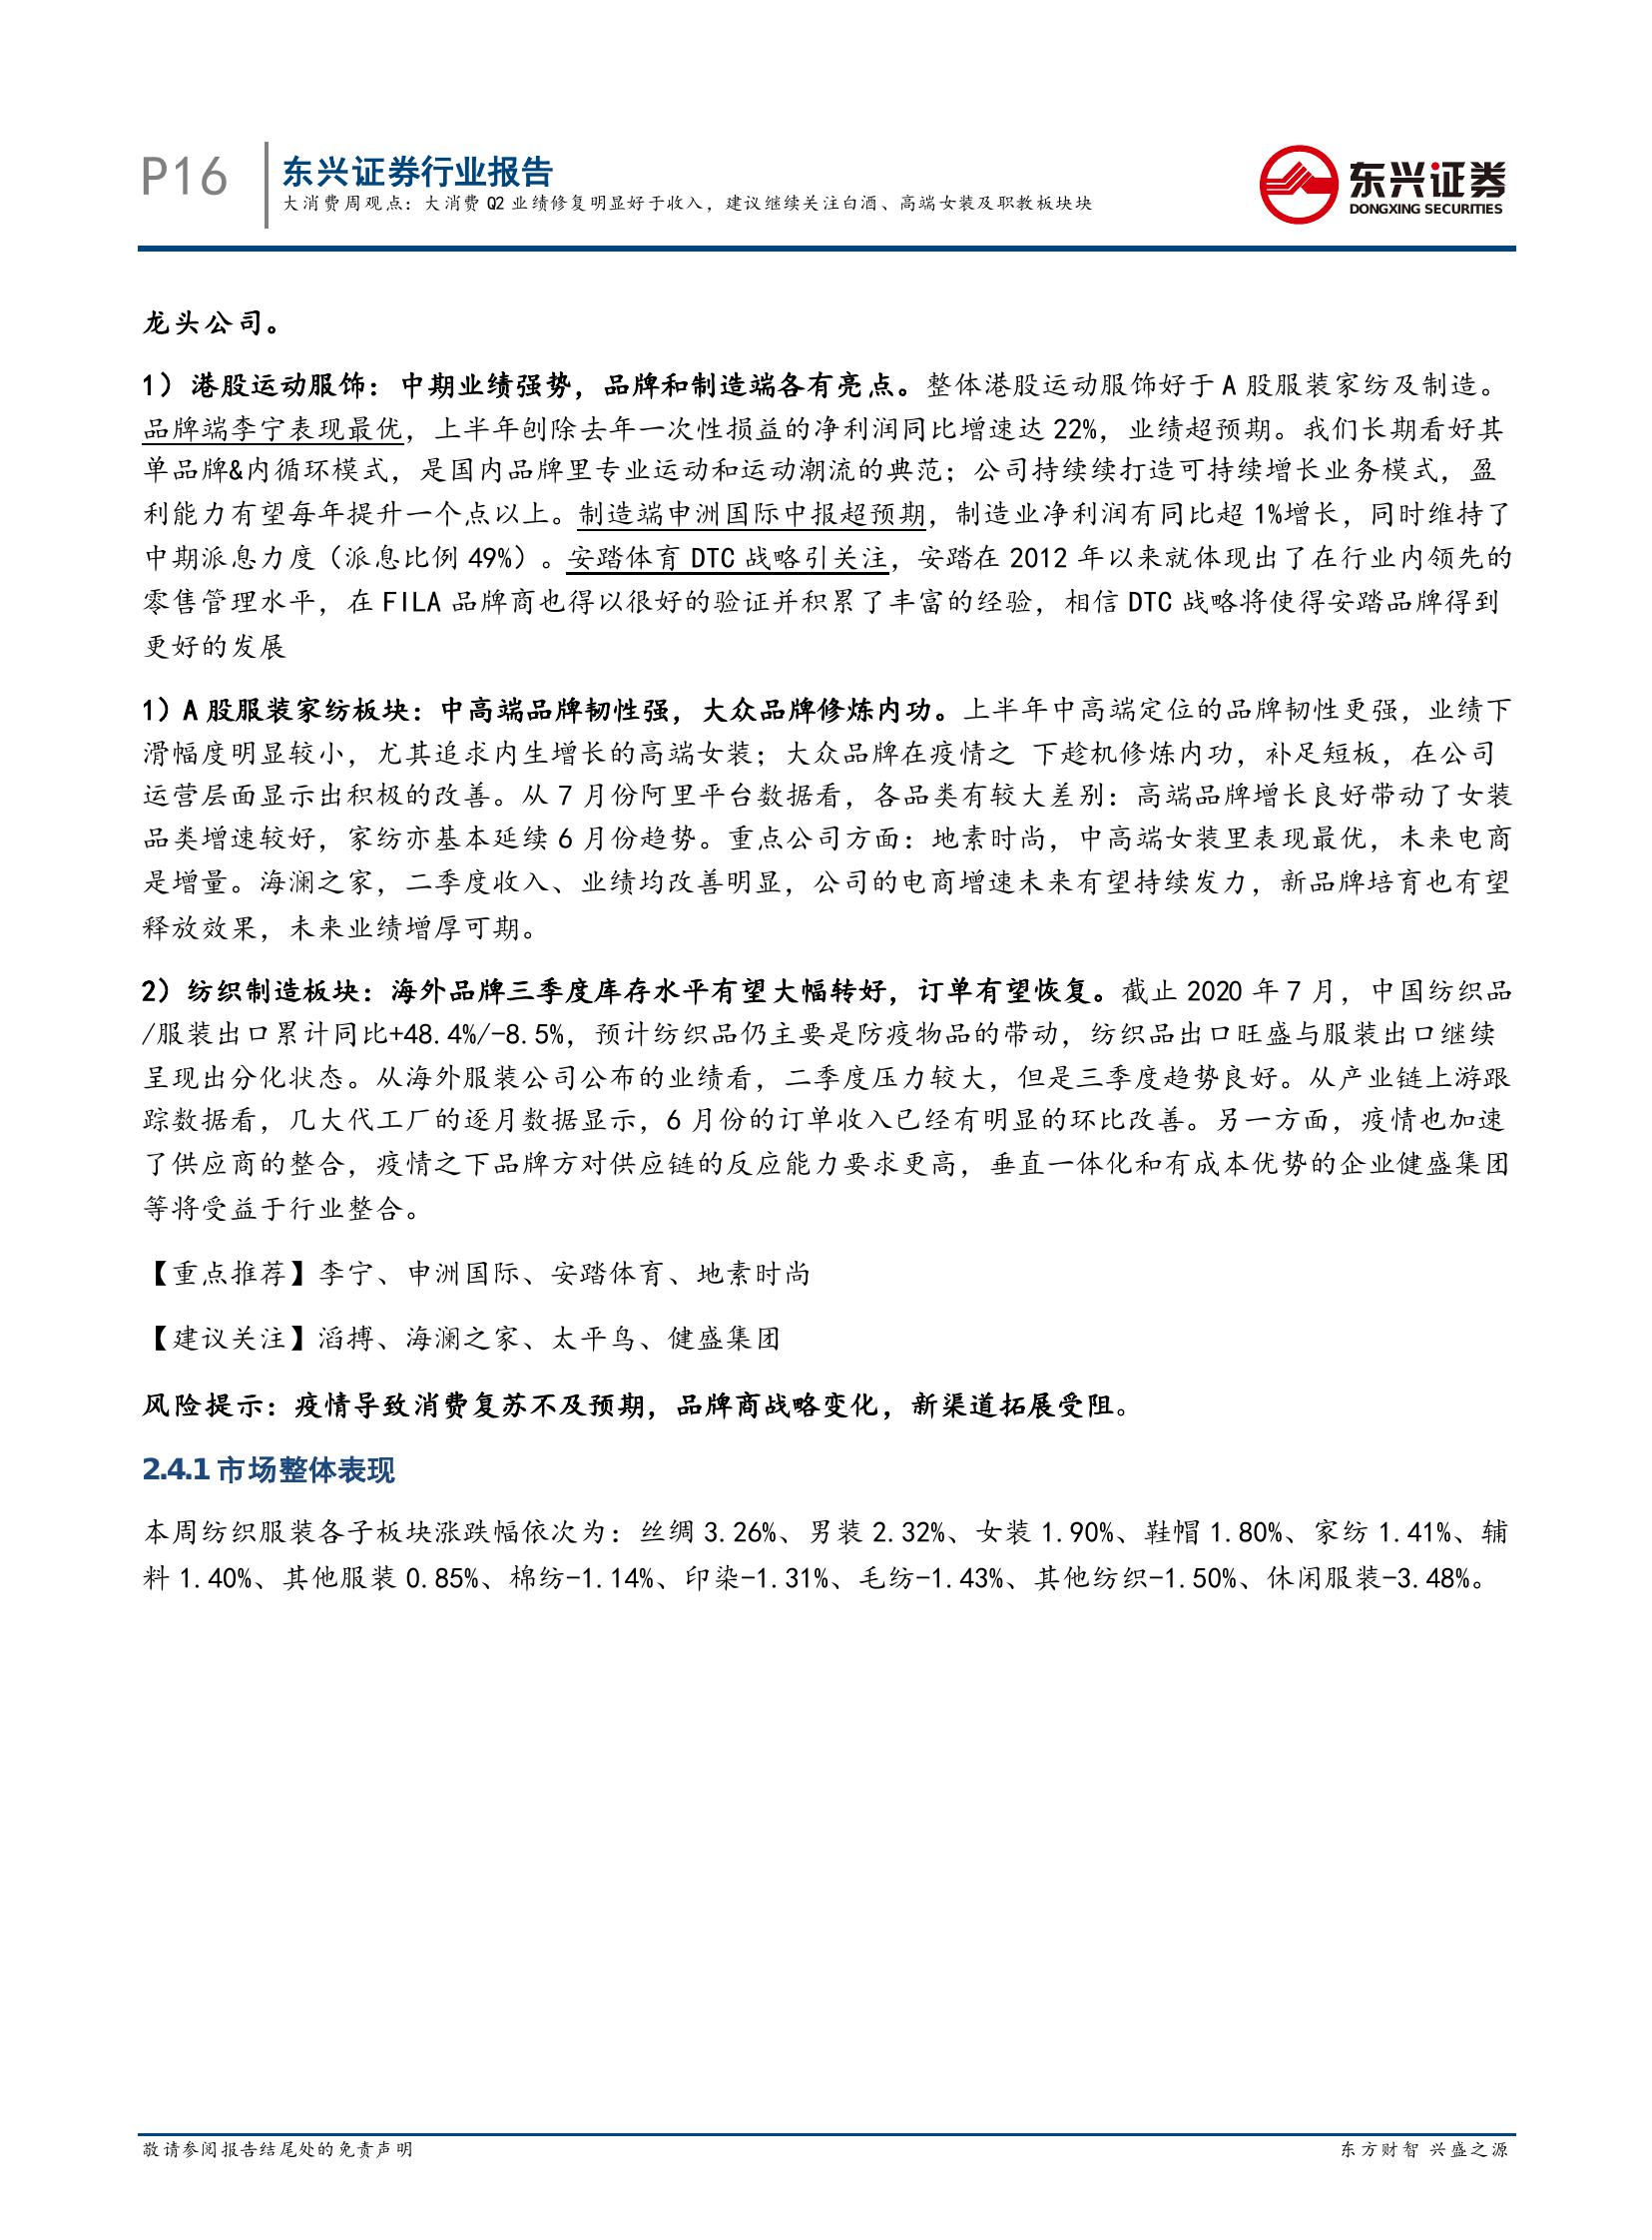 P16
东兴证券行业报告
大消费周观点：大消费 Q2 业绩修复明显好于收入，建议继续关注白酒、高端女装及职教板块块
东兴证券
DONGXING SECURITIES
龙头公司。
1）港股运动服饰：中期业绩强势，品牌和制造端各有亮点。整体港股运动服饰好于 A 股服装家纺及制造。
品牌端李宁表现最优，上半年刨除去年一次性损益的净利润同比增速达 22%，业绩超预期。我们长期看好其
单品牌&内循环模式，是国内品牌里专业运动和运动潮流的典范；公司持续续打造可持续增长业务模式，盈
利能力有望每年提升一个点以上。制造端申洲国际中报超预期，制造业净利润有同比超 1%增长，同时维持了
中期派息力度（派息比例 49%）。安踏体育 DTC 战略引关注，安踏在 2012 年以来就体现出了在行业内领先的
零售管理水平，在 FILA 品牌商也得以很好的验证并积累了丰富的经验，相信 DTC 战略将使得安踏品牌得到
更好的发展
1）A 股服装家纺板块：中高端品牌韧性强，大众品牌修炼内功。上半年中高端定位的品牌韧性更强，业绩下
滑幅度明显较小，尤其追求内生增长的高端女装；大众品牌在疫情之 下趁机修炼内功，补足短板，在公司
运营层面显示出积极的改善。从 7 月份阿里平台数据看，各品类有较大差别：高端品牌增长良好带动了女装
品类增速较好，家纺亦基本延续 6 月份趋势。重点公司方面：地素时尚，中高端女装里表现最优，未来电商
是增量。海澜之家，二季度收入、业绩均改善明显，公司的电商增速未来有望持续发力，新品牌培育也有望
释放效果，未来业绩增厚可期。
2）纺织制造板块：海外品牌三季度库存水平有望大幅转好，订单有望恢复。截止 2020 年 7 月，中国纺织品
/服装出口累计同比+48.4%/-8.5%，预计纺织品仍主要是防疫物品的带动，纺织品出口旺盛与服装出口继续
呈现出分化状态。从海外服装公司公布的业绩看，二季度压力较大，但是三季度趋势良好。从产业链上游跟
踪数据看，几大代工厂的逐月数据显示，6 月份的订单收入已经有明显的环比改善。另一方面，疫情也加速
了供应商的整合，疫情之下品牌方对供应链的反应能力要求更高，垂直一体化和有成本优势的企业健盛集团
等将受益于行业整合。
【重点推荐】李宁、申洲国际、安踏体育、地素时尚
【建议关注】滔搏、海澜之家、太平鸟、健盛集团
风险提示：疫情导致消费复苏不及预期，品牌商战略变化，新渠道拓展受阻。
2.4.1 市场整体表现
本周纺织服装各子板块涨跌幅依次为：丝绸 3.26%、男装 2.32%、女装 1.90%、鞋帽 1.80%、家纺 1.41%、辅
料 1.40%、其他服装 0.85%、棉纺-1.14%、印染-1.31%、毛纺-1.43%、其他纺织-1.50%、休闲服装-3.48%。
敬请参阅报告结尾处的免责声明
东方财智 兴盛之源